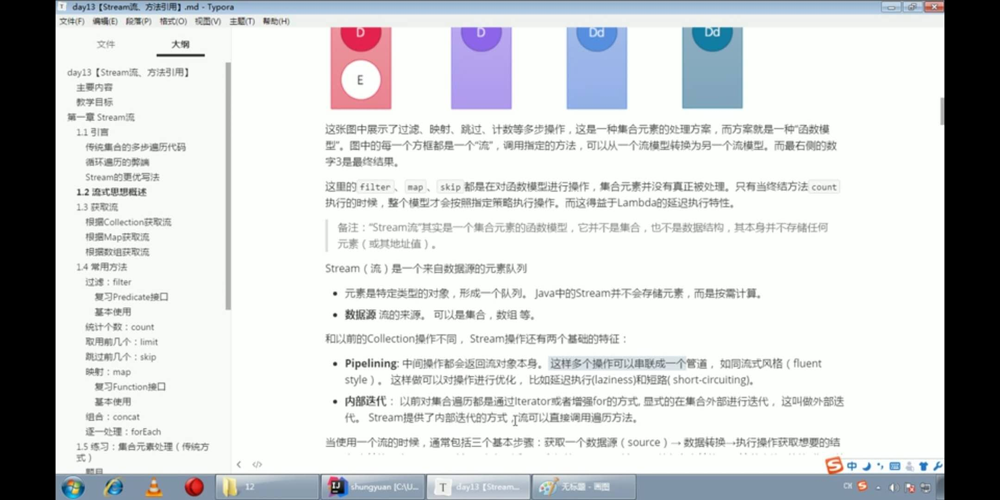 day13【Stream流、方法引用】.md - Typora
文件(F) 编辑(E) 段落(P) 格式(O) 视图(V) 主题(T) 帮助(H)
文件 大纲
day13【Stream流、方法引用】
主要内容
教学目标
第一章 Stream流
1.1 引言
传统集合的多步遍历代码
循环遍历的弊端
Stream的更优写法
1.2 流式思想概述
1.3 获取流
根据Collection获取流
根据Map获取流
根据数组获取流
1.4 常用方法
过滤：filter
复习Predicate接口
基本使用
统计个数：count
取用前几个：limit
跳过前几个：skip
映射：map
复习Function接口
基本使用
组合：concat
逐一处理：forEach
1.5 练习：集合元素处理（传统方
式）
题目
D D Dd Dd
E
这张图中展示了过滤、映射、跳过、计数等多步操作，这是一种集合元素的处理方案，而方案就是一种“函数模
型”。图中的每一个方框都是一个“流”，调用指定的方法，可以从一个流模型转换为另一个流模型。而最右侧的数
字3是最终结果。
这里的 filter 、 map 、 skip 都是在对函数模型进行操作，集合元素并没有真正被处理。只有当终结方法 count
执行的时候，整个模型才会按照指定策略执行操作。而这得益于Lambda的延迟执行特性。
备注：“Stream流”其实是一个集合元素的函数模型，它并不是集合，也不是数据结构，其本身并不存储任何
元素（或其地址值）。
Stream（流）是一个来自数据源的元素队列
• 元素是特定类型的对象，形成一个队列。 Java中的Stream并不会存储元素，而是按需计算。
• 数据源 流的来源。 可以是集合，数组 等。
和以前的Collection操作不同， Stream操作还有两个基础的特征：
• Pipelining: 中间操作都会返回流对象本身。 这样多个操作可以串联成一个管道， 如同流式风格（fluent
style）。 这样做可以对操作进行优化， 比如延迟执行(laziness)和短路( short-circuiting)。
• 内部迭代： 以前对集合遍历都是通过Iterator或者增强for的方式, 显式的在集合外部进行迭代， 这叫做外部迭
代。 Stream提供了内部迭代的方式，流可以直接调用遍历方法。
当使用一个流的时候，通常包括三个基本步骤：获取一个数据源（source）→ 数据转换→执行操作获取想要的结
中
12 shungyuan [C:\U... day13【Stream... 无标题 - 画图 CH